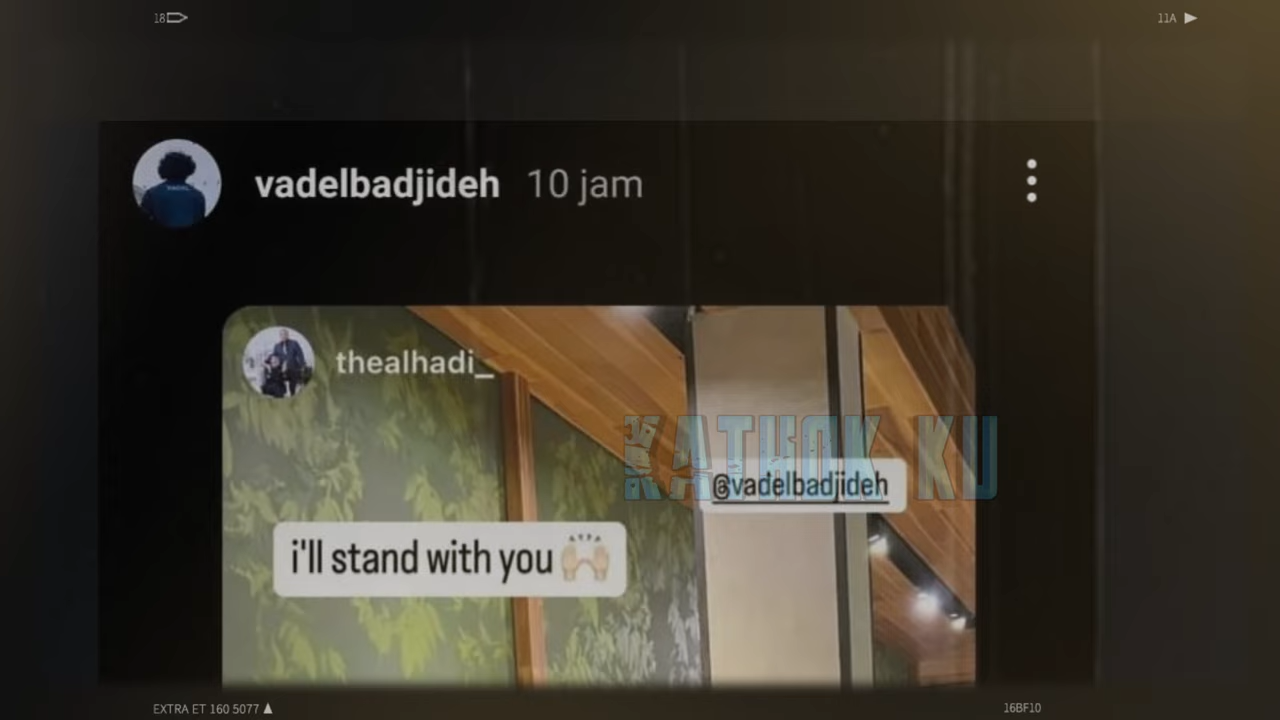 18
11A
vadelbadjideh 10 jam
thealhadi_
KATHOK KU
@vadelbadjideh
i'll stand with you 🙌🏼
EXTRA ET 160 5077
16BF10